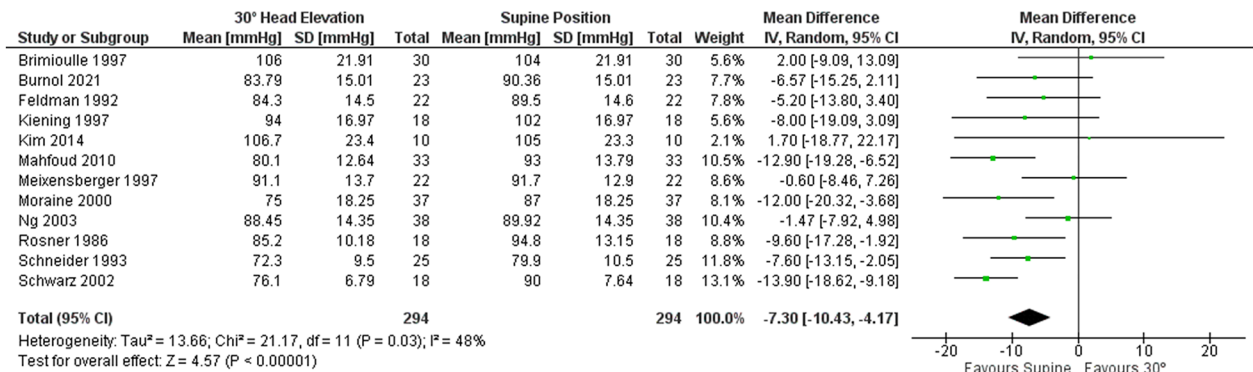 30° Head Elevation Supine Position Mean Difference Mean Difference
Study or Subgroup Mean [mmHg] SD [mmHg] Total Mean [mmHg] SD [mmHg] Total Weight IV, Random, 95% CI IV, Random, 95% CI
Brimioulle 1997 106 21.91 30 104 21.91 30 5.6% 2.00 [-9.09, 13.09]
Burnol 2021 83.79 15.01 23 90.36 15.01 23 7.7% -6.57 [-15.25, 2.11]
Feldman 1992 84.3 14.5 22 89.5 14.6 22 7.8% -5.20 [-13.80, 3.40]
Kiening 1997 94 16.97 18 102 16.97 18 5.6% -8.00 [-19.09, 3.09]
Kim 2014 106.7 23.4 10 105 23.3 10 2.1% 1.70 [-18.77, 22.17]
Mahfoud 2010 80.1 12.64 33 93 13.79 33 10.5% -12.90 [-19.28, -6.52]
Meixensberger 1997 91.1 13.7 22 91.7 12.9 22 8.6% -0.60 [-8.46, 7.26]
Moraine 2000 75 18.25 37 87 18.25 37 8.1% -12.00 [-20.32, -3.68]
Ng 2003 88.45 14.35 38 89.92 14.35 38 10.4% -1.47 [-7.92, 4.98]
Rosner 1986 85.2 10.18 18 94.8 13.15 18 8.8% -9.60 [-17.28, -1.92]
Schneider 1993 72.3 9.5 25 79.9 10.5 25 11.8% -7.60 [-13.15, -2.05]
Schwarz 2002 76.1 6.79 18 90 7.64 18 13.1% -13.90 [-18.62, -9.18]
Total (95% CI) 294 294 100.0% -7.30 [-10.43, -4.17]
Heterogeneity: Tau² = 13.66; Chi² = 21.17, df = 11 (P = 0.03); I² = 48%
Test for overall effect: Z = 4.57 (P < 0.00001)
-20 -10 0 10 20
Favours Supine Favours 30°